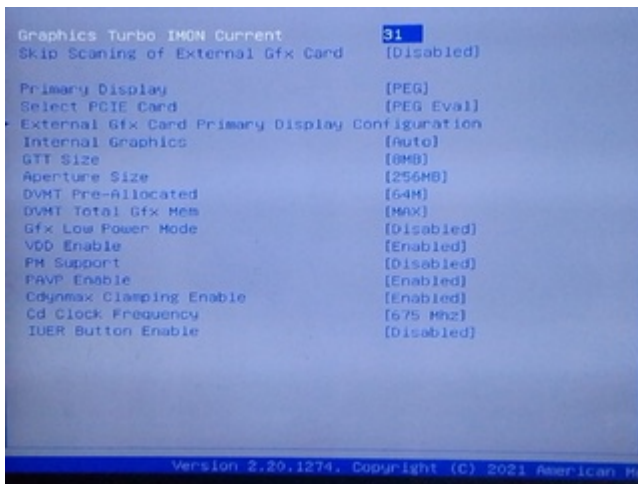 Graphics Turbo IMON Current 31
Skip Scaning of External Gfx Card [Disabled]
Primary Display [PEG]
Select PCIE Card [PEG Eval]
External Gfx Card Primary Display Configuration
Internal Graphics [Auto]
GTT Size [8MB]
Aperture Size [256MB]
DVMT Pre-Allocated [64M]
DVMT Total Gfx Mem [MAX]
Gfx Low Power Mode [Disabled]
VDD Enable [Enabled]
PM Support [Disabled]
PAVP Enable [Enabled]
Cdynmax Clamping Enable [Enabled]
Cd Clock Frequency [675 Mhz]
IUER Button Enable [Disabled]
Version 2.20.1274. Copyright (C) 2021 American M